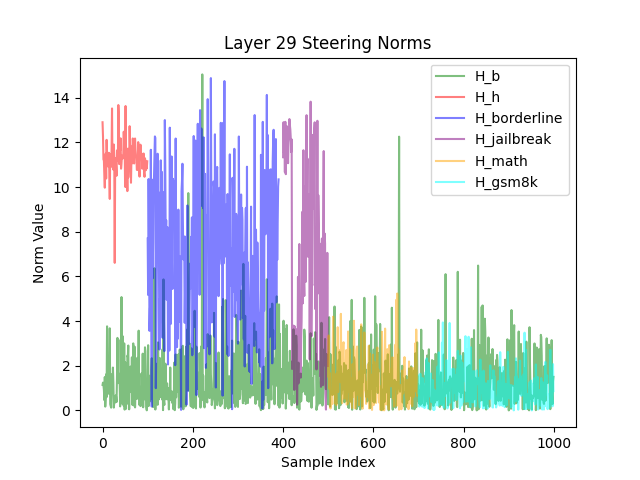 Layer 29 Steering Norms
H_b
H_h
H_borderline
H_jailbreak
H_math
H_gsm8k
Norm Value
14
12
10
8
6
4
2
0
0 200 400 600 800 1000
Sample Index